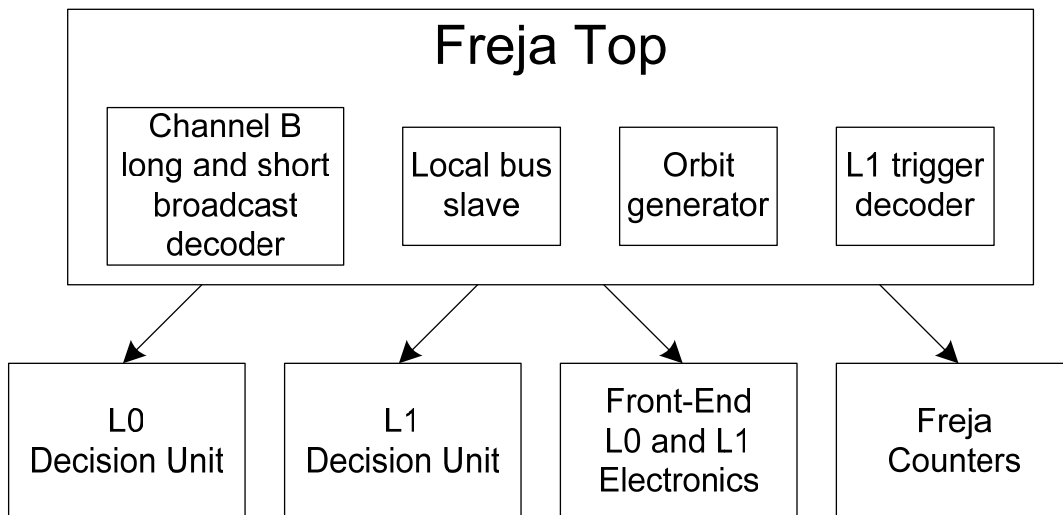 Freja Top
Channel B
long and short
broadcast
decoder
Local bus
slave
Orbit
generator
L1 trigger
decoder
L0
Decision Unit
L1
Decision Unit
Front-End
L0 and L1
Electronics
Freja
Counters